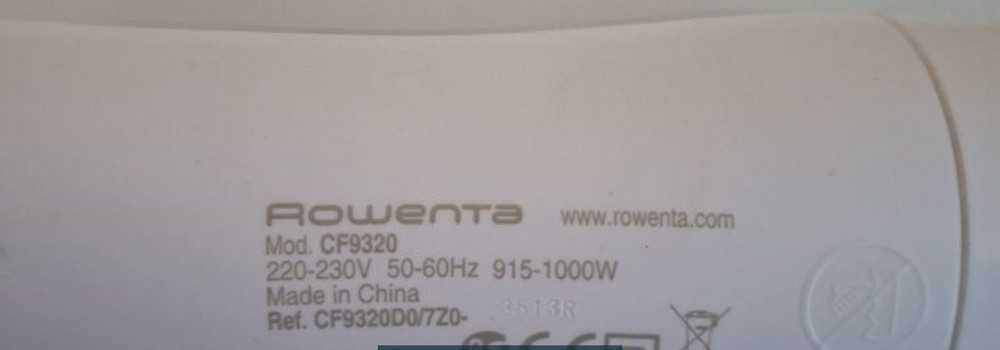 Rowenta www.rowenta.com
Mod. CF9320
220-230V 50-60Hz 915-1000W
Made in China
Ref. CF9320D0/7Z0- 3513R